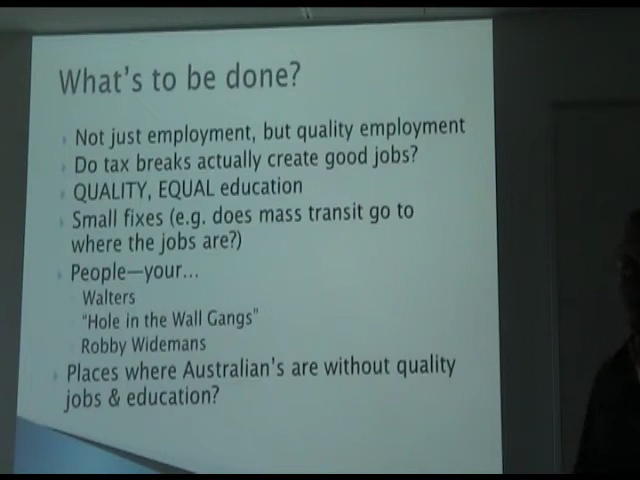 What's to be done?
Not just employment, but quality employment
Do tax breaks actually create good jobs?
QUALITY, EQUAL education
Small fixes (e.g. does mass transit go to
where the jobs are?)
People—your...
Walters
"Hole in the Wall Gangs"
Robby Widemans
Places where Australian's are without quality
jobs & education?